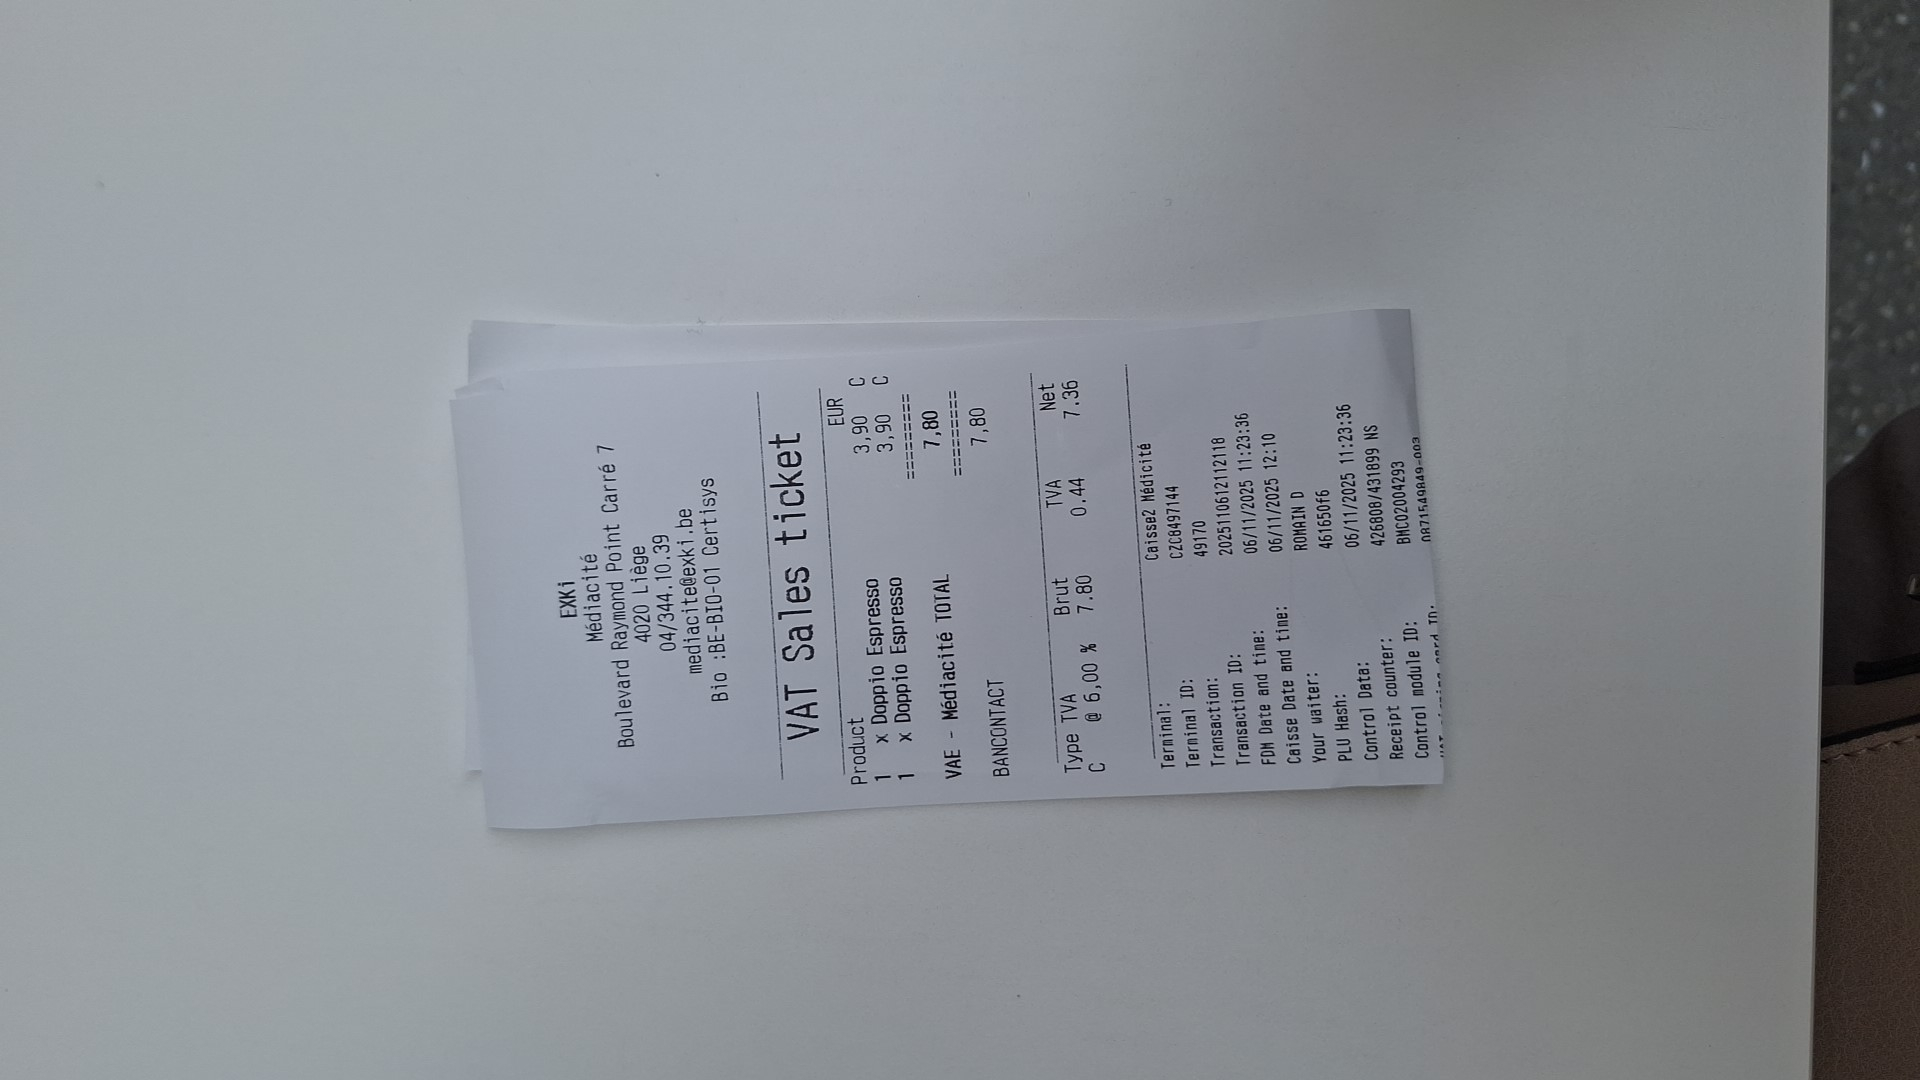 EXKi
Médiacité
Boulevard Raymond Point Carré 7
4020 Liège
04/344.10.39
mediacite@exki.be
Bio :BE-BIO-01 Certisys
VAT Sales ticket
Product EUR
1 x Doppio Espresso 3,90 C
1 x Doppio Espresso 3,90 C
=========
VAE - Médiacité TOTAL 7,80
=========
BANCONTACT 7,80
Type TVA Brut TVA Net
C @ 6,00 % 7.80 0.44 7.36
Terminal: Caisse2 Médicité
Terminal ID: CZC8497144
Transaction: 49170
Transaction ID: 20251106121112118
FDM Date and time: 06/11/2025 11:23:36
Caisse Date and time: 06/11/2025 12:10
Your waiter: ROMAIN D
PLU Hash: 461650f6
Control Data: 06/11/2025 11:23:36
Receipt counter: 426808/431899 NS
Control module ID: BMC02004293